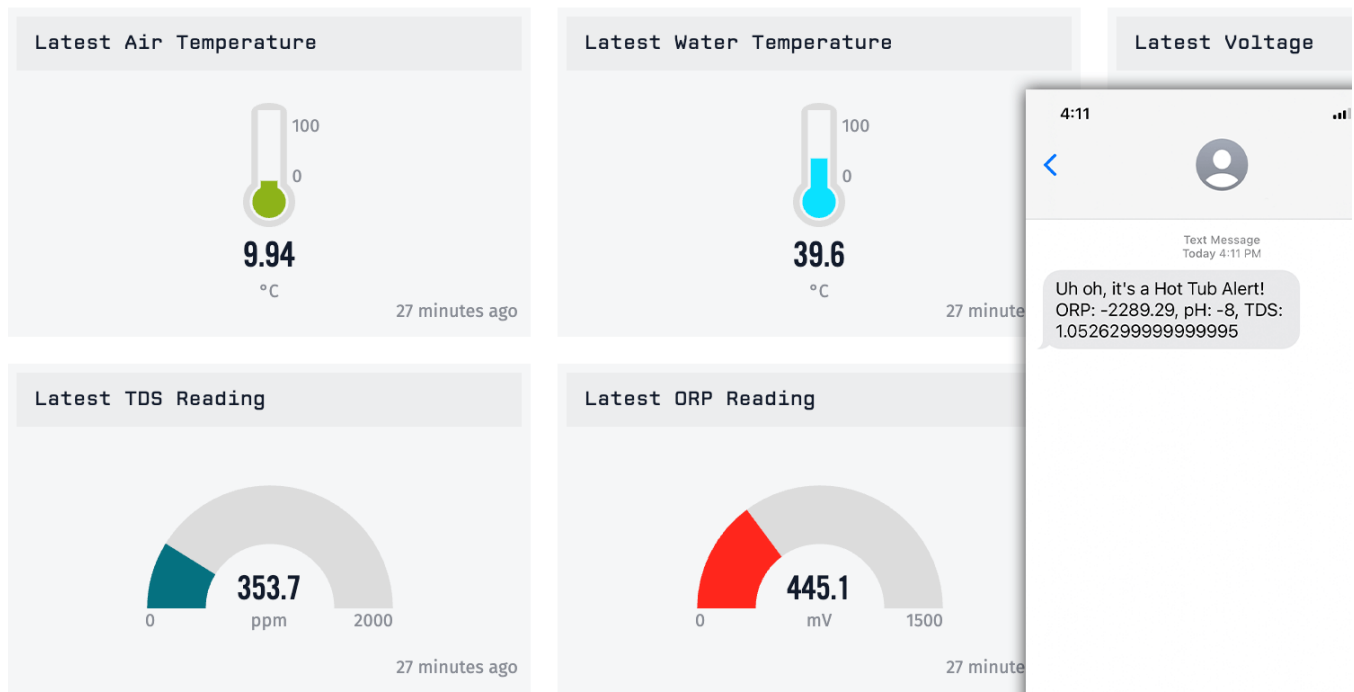 Latest Air Temperature
100
0
9.94
°C
27 minutes ago
Latest Water Temperature
100
0
39.6
°C
27 minute
Latest Voltage
Latest TDS Reading
353.7
0
ppm
2000
27 minutes ago
Latest ORP Reading
445.1
0
mV
1500
27 minute
4:11
Text Message
Today 4:11 PM
Uh oh, it's a Hot Tub Alert!
ORP: -2289.29, pH: -8, TDS:
1.0526299999999995